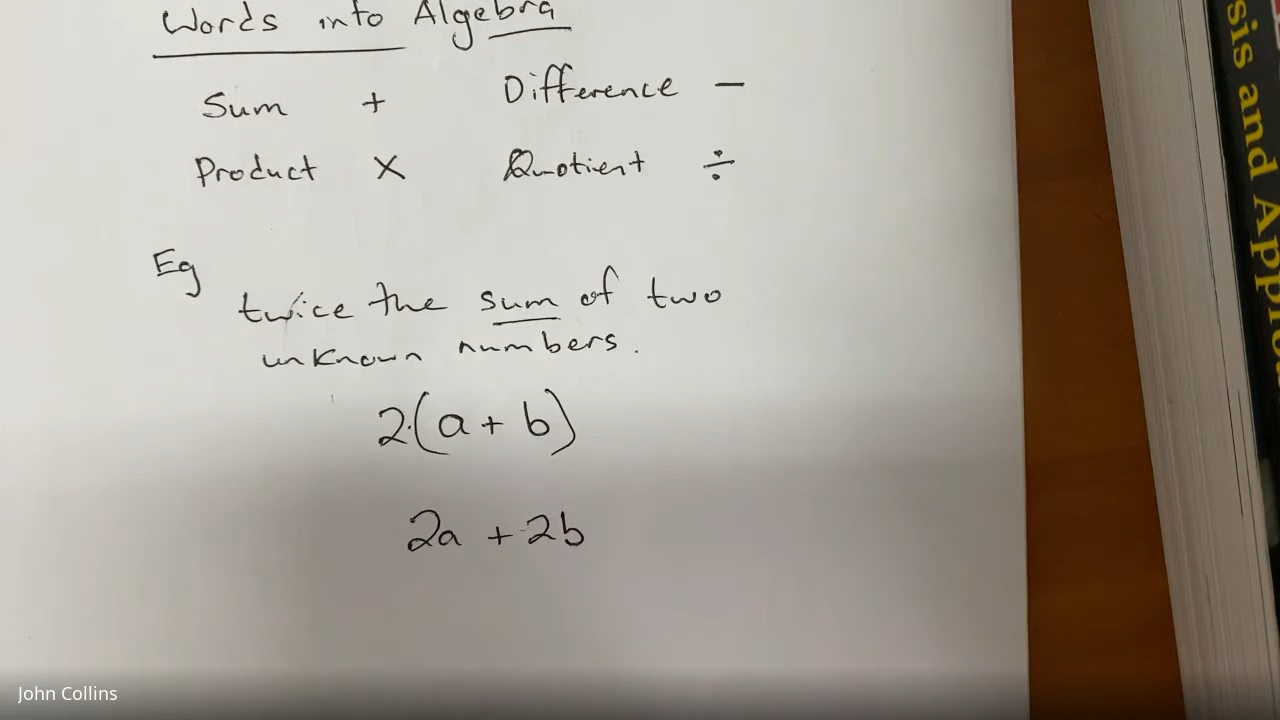 Words into Algebra
Sum + Difference −
Product × Quotient ÷
Eg
twice the sum of two
unknown numbers.
2(a + b)
2a + 2b
sis and Applica
John Collins